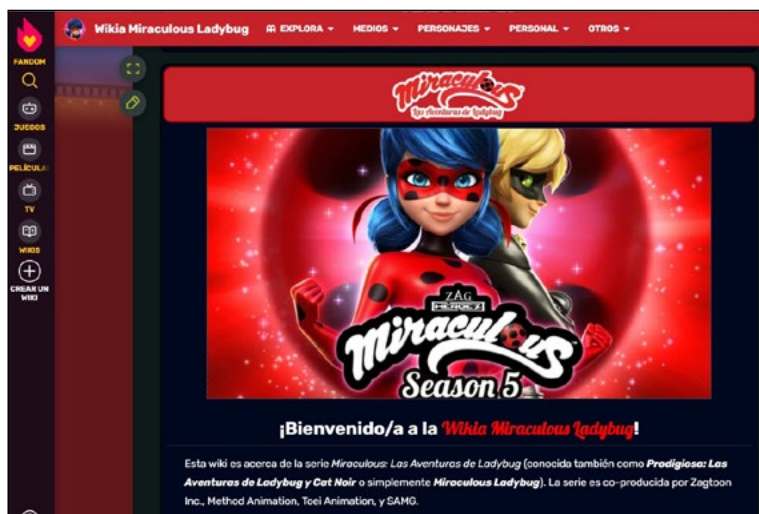 Wikia Miraculous Ladybug EXPLORA MEDIOS PERSONAJES PERSONAL OTROS
FANDOM
JUEGOS
PELÍCULA
TV
WIKIS
CREAR UN
WIKI
Miraculous
Las Aventuras de Ladybug
ZAG
HEROEZ
Miraculous
Season 5
¡Bienvenido/a a la Wikia Miraculous Ladybug!
Esta wiki es acerca de la serie Miraculous: Las Aventuras de Ladybug (conocida también como Prodigiosa: Las
Aventuras de Ladybug y Cat Noir o simplemente Miraculous Ladybug). La serie es co-producida por Zagtoon
Inc., Method Animation, Toei Animation, y SAMG.